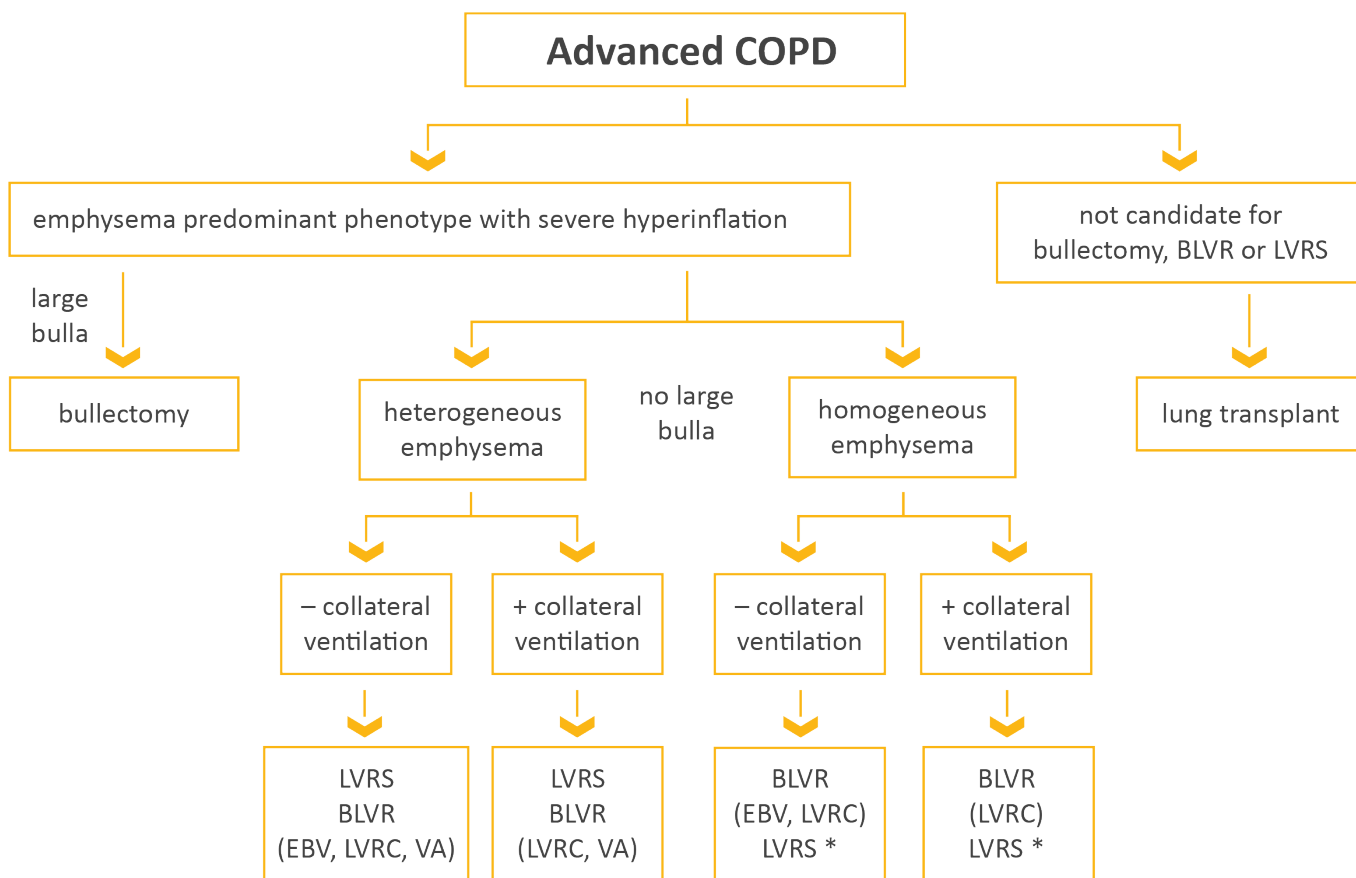 Advanced COPD
emphysema predominant phenotype with severe hyperinflation
not candidate for
bullectomy, BLVR or LVRS
large
bulla
bullectomy
heterogeneous
emphysema
no large
bulla
homogeneous
emphysema
lung transplant
– collateral
ventilation
+ collateral
ventilation
– collateral
ventilation
+ collateral
ventilation
LVRS
BLVR
(EBV, LVRC, VA)
LVRS
BLVR
(LVRC, VA)
BLVR
(EBV, LVRC)
LVRS *
BLVR
(LVRC)
LVRS *